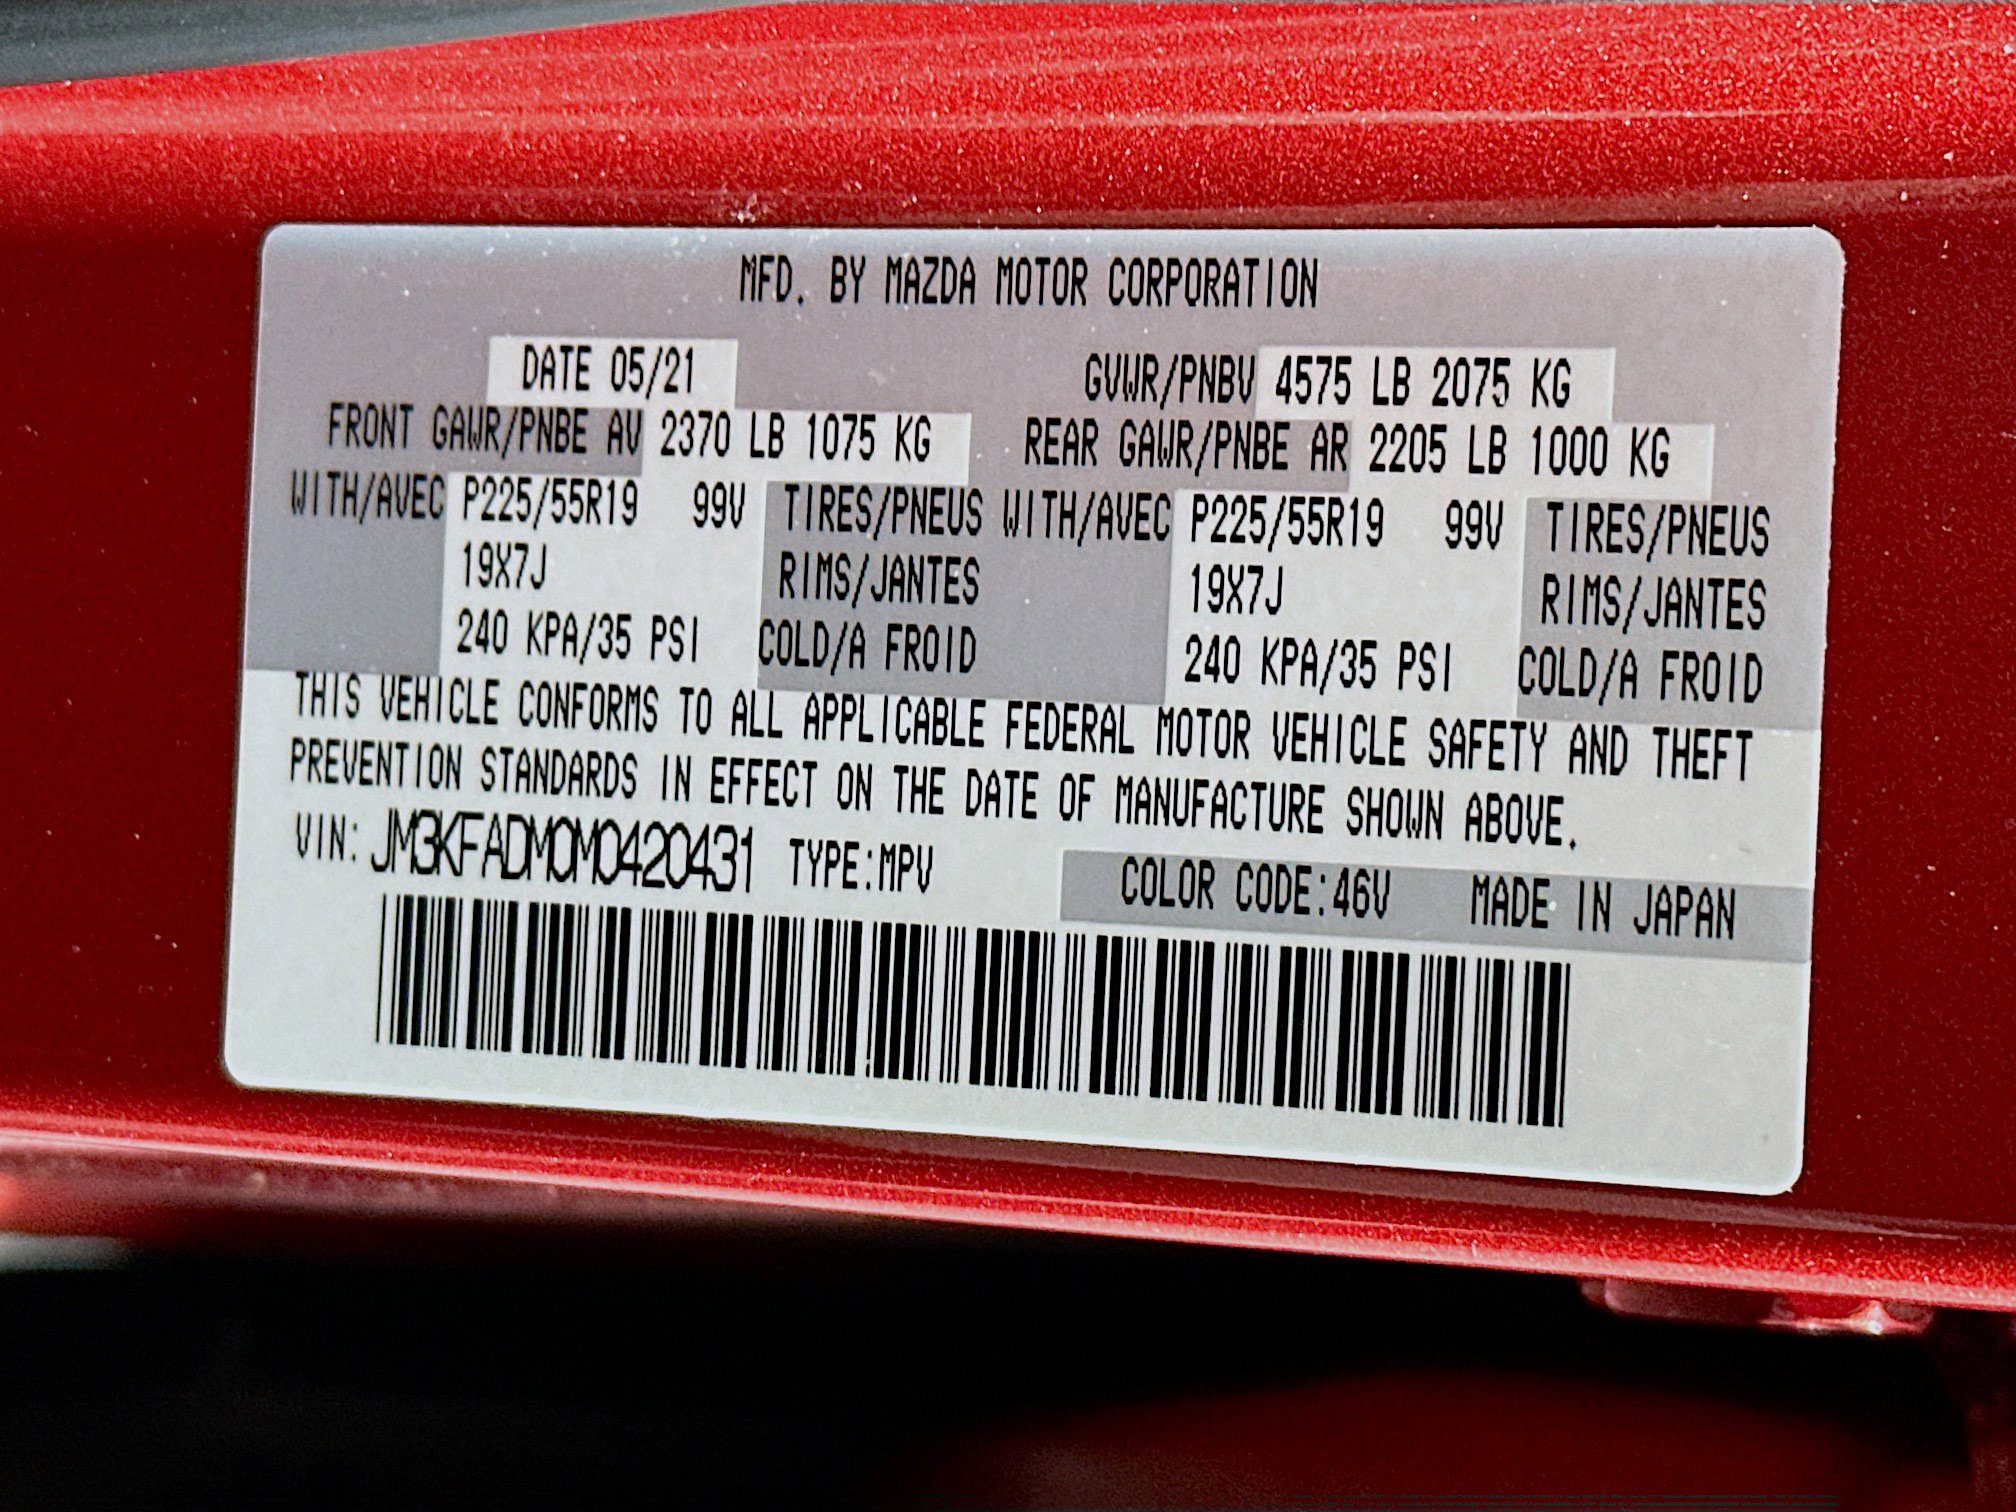 MFD. BY MAZDA MOTOR CORPORATION
DATE 05/21 GVWR/PNBV 4575 LB 2075 KG
FRONT GAWR/PNBE AV 2370 LB 1075 KG REAR GAWR/PNBE AR 2205 LB 1000 KG
WITH/AVEC P225/55R19 99V TIRES/PNEUS WITH/AVEC P225/55R19 99V TIRES/PNEUS
19X7J RIMS/JANTES 19X7J RIMS/JANTES
240 KPA/35 PSI COLD/A FROID 240 KPA/35 PSI COLD/A FROID
THIS VEHICLE CONFORMS TO ALL APPLICABLE FEDERAL MOTOR VEHICLE SAFETY AND THEFT
PREVENTION STANDARDS IN EFFECT ON THE DATE OF MANUFACTURE SHOWN ABOVE.
VIN: JM3KFADM0M0420431 TYPE:MPV COLOR CODE:46V MADE IN JAPAN